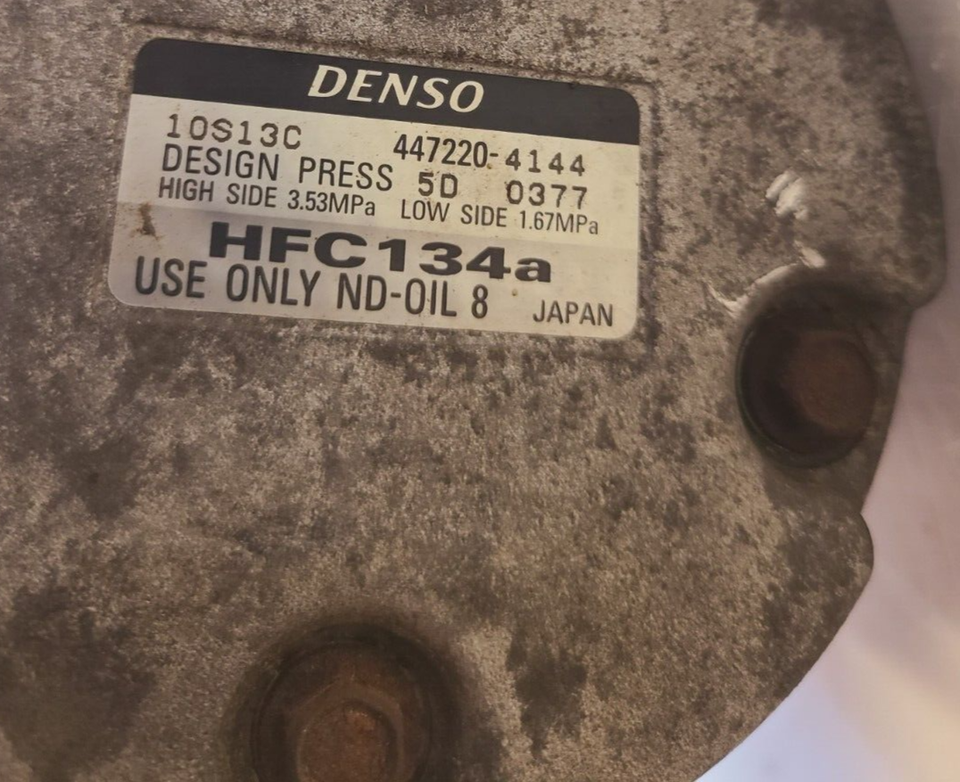 DENSO
10S13C 447220-4144
DESIGN PRESS 5D 0377
HIGH SIDE 3.53MPa LOW SIDE 1.67MPa
HFC134a
USE ONLY ND-OIL 8 JAPAN